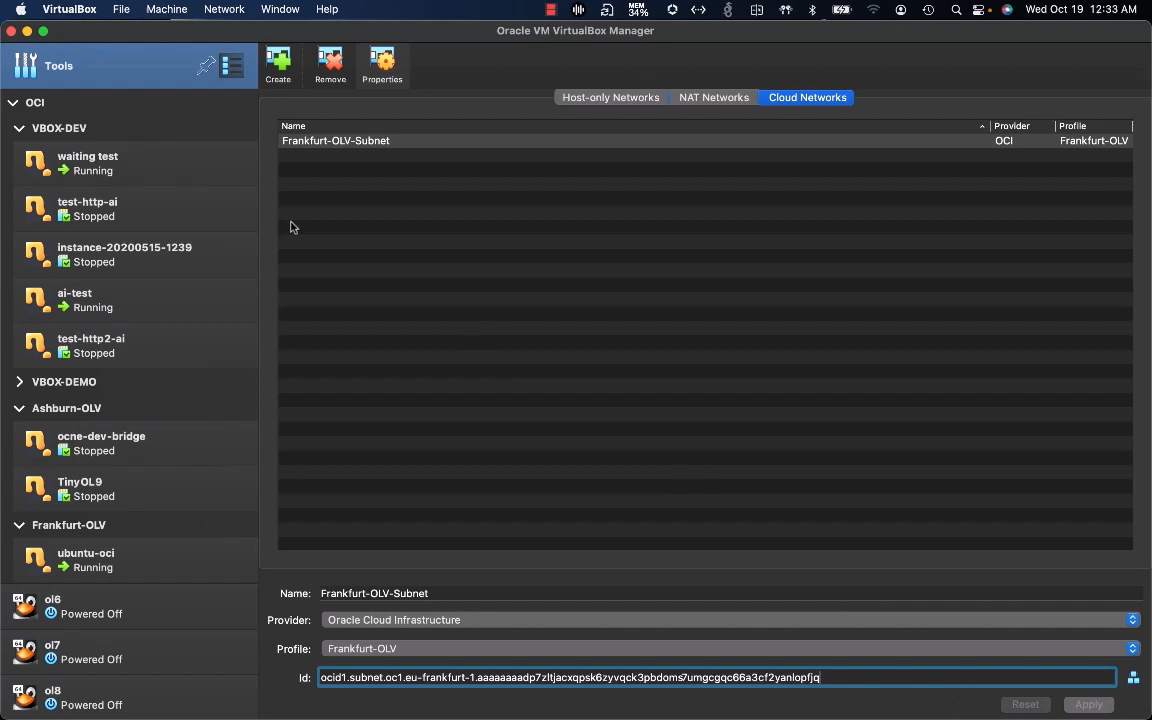 VirtualBox File Machine Network Window Help MEM 34% Wed Oct 19 12:33 AM
Oracle VM VirtualBox Manager
Tools
Create Remove Properties
Host-only Networks NAT Networks Cloud Networks
Name Provider Profile
Frankfurt-OLV-Subnet OCI Frankfurt-OLV
OCI
VBOX-DEV
waiting test
Running
test-http-ai
Stopped
instance-20200515-1239
Stopped
ai-test
Running
test-http2-ai
Stopped
VBOX-DEMO
Ashburn-OLV
ocne-dev-bridge
Stopped
TinyOL9
Stopped
Frankfurt-OLV
ubuntu-oci
Running
64 ol6
Powered Off
64 ol7
Powered Off
64 ol8
Powered Off
Name: Frankfurt-OLV-Subnet
Provider: Oracle Cloud Infrastructure
Profile: Frankfurt-OLV
Id: ocid1.subnet.oc1.eu-frankfurt-1.aaaaaaaadp7zltjacxqpsk6zyvqck3pbdoms7umgcgqc66a3cf2yanlopfjq
Reset Apply